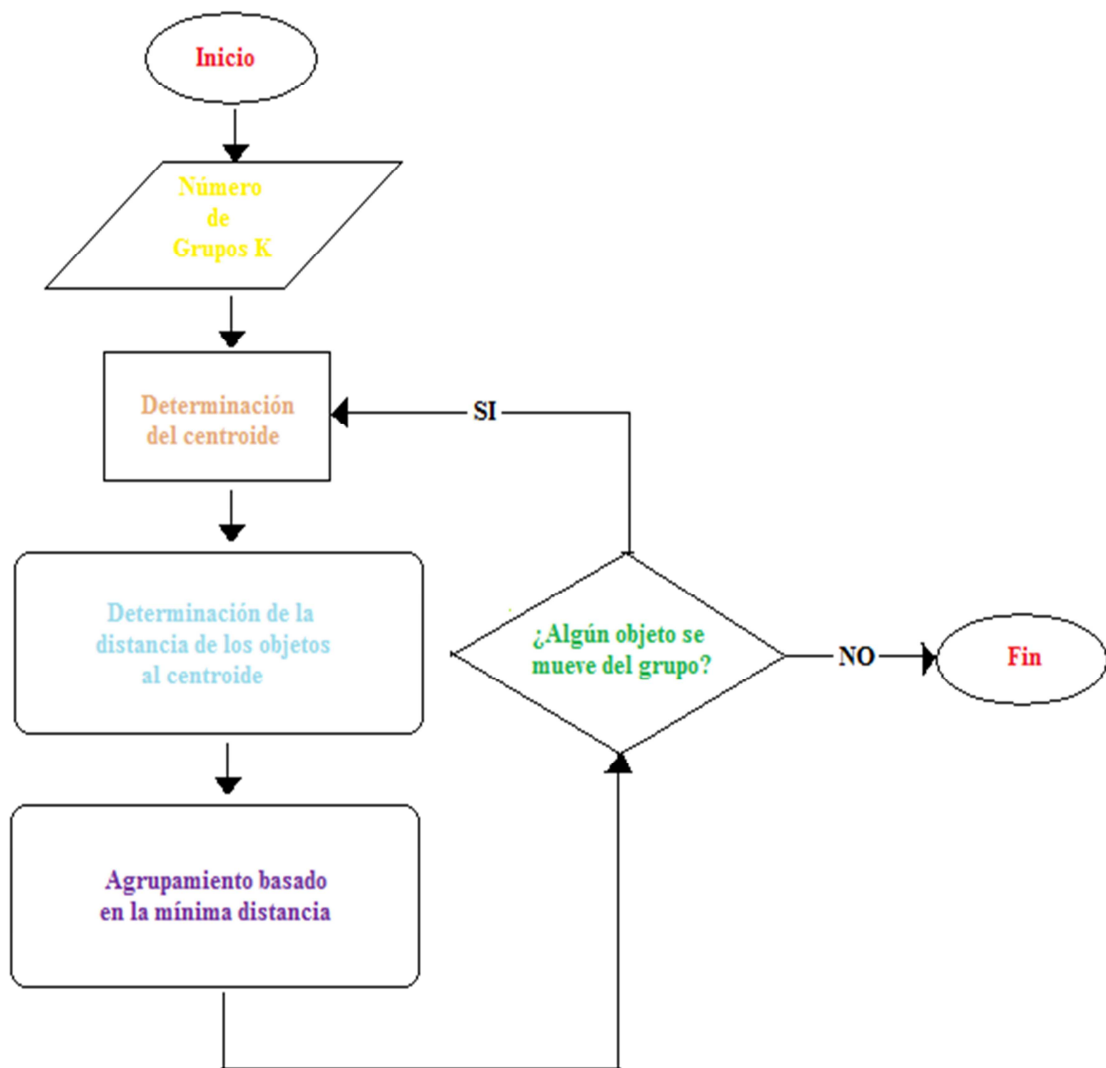 Inicio
Número
de
Grupos K
Determinación
del centroide
SI
Determinación de la
distancia de los objetos
al centroide
¿Algún objeto se
mueve del grupo?
NO
Fin
Agrupamiento basado
en la mínima distancia